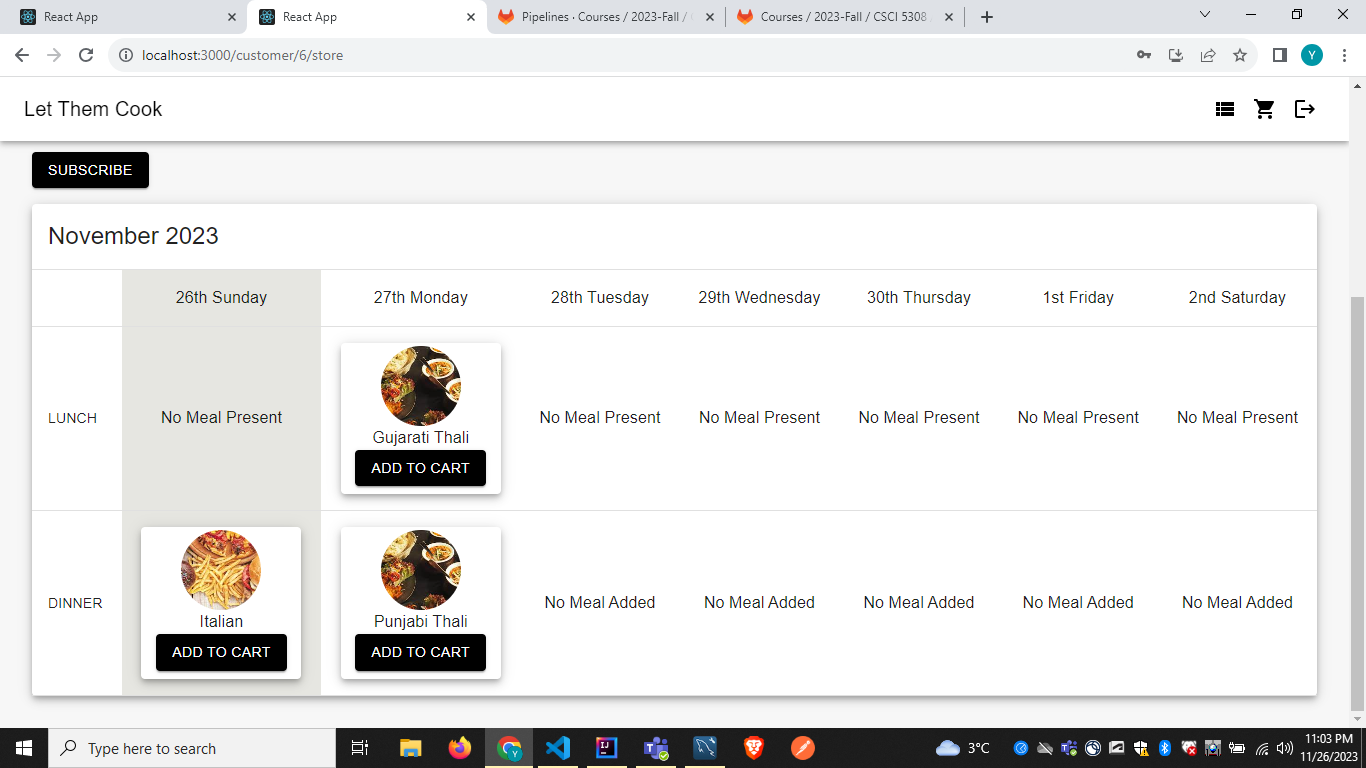 React App
React App
Pipelines · Courses / 2023-Fall /
Courses / 2023-Fall / CSCI 5308
localhost:3000/customer/6/store
Y
Let Them Cook
SUBSCRIBE
November 2023
26th Sunday 27th Monday 28th Tuesday 29th Wednesday 30th Thursday 1st Friday 2nd Saturday
LUNCH No Meal Present Gujarati Thali ADD TO CART No Meal Present No Meal Present No Meal Present No Meal Present No Meal Present
DINNER Italian ADD TO CART Punjabi Thali ADD TO CART No Meal Added No Meal Added No Meal Added No Meal Added No Meal Added
Type here to search
3°C
11:03 PM
11/26/2023